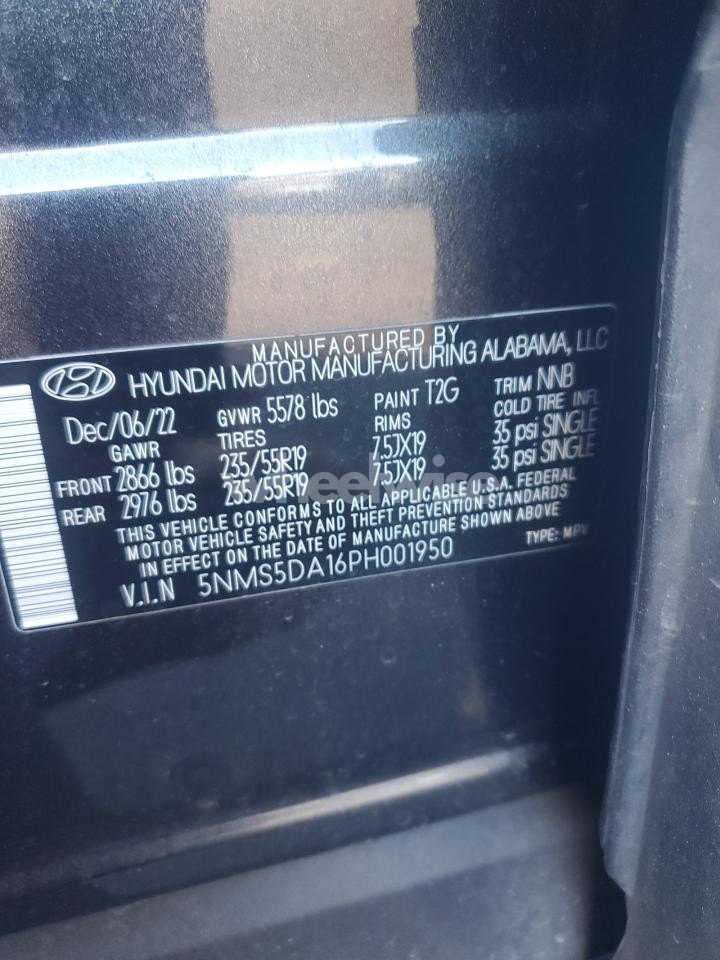 MANUFACTURED BY
HYUNDAI MOTOR MANUFACTURING ALABAMA, LLC
Dec/06/22 GVWR 5578 lbs PAINT T2G TRIM NNB
GAWR TIRES RIMS COLD TIRE INFL
FRONT 2866 lbs 235/55R19 7.5JX19 35 psi SINGLE
REAR 2976 lbs 235/55R19 7.5JX19 35 psi SINGLE
THIS VEHICLE CONFORMS TO ALL APPLICABLE U.S.A. FEDERAL
MOTOR VEHICLE SAFETY AND THEFT PREVENTION STANDARDS
IN EFFECT ON THE DATE OF MANUFACTURE SHOWN ABOVE
V.I.N 5NMS5DA16PH001950 TYPE: MPV